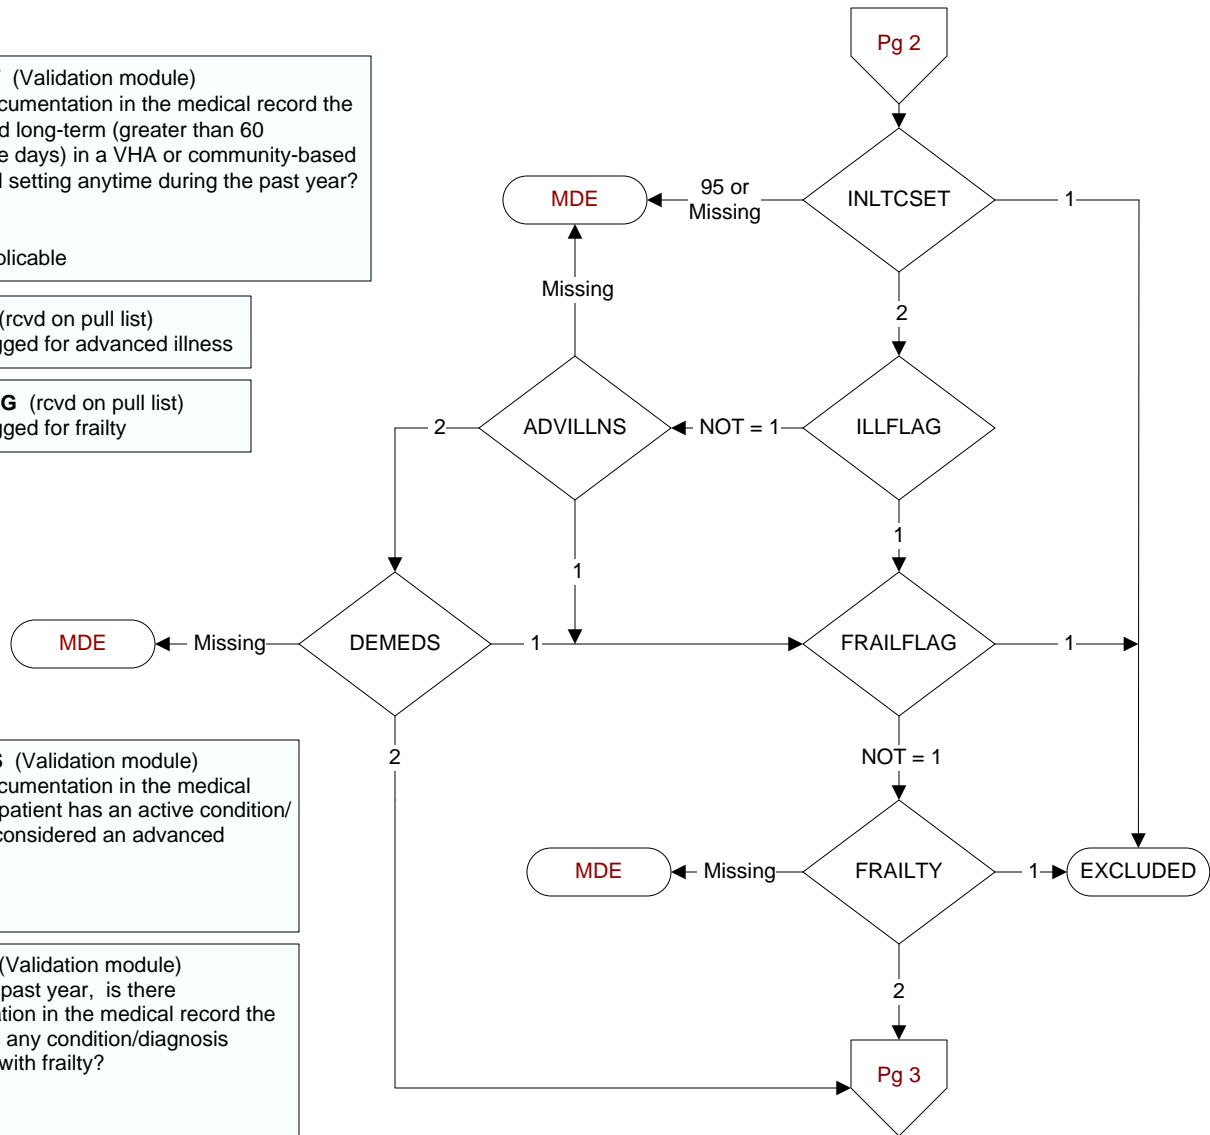 Pg 2
(Validation module)
cumentation in the medical record the
d long-term (greater than 60
e days) in a VHA or community-based
l setting anytime during the past year?
plicable
(rcvd on pull list)
gged for advanced illness
G (rcvd on pull list)
gged for frailty
MDE
95 or
Missing
INLTCSET
1
Missing
2
2
ADVILLNS
NOT = 1
ILLFLAG
1
1
MDE
Missing
DEMEDS
1
FRAILFLAG
1
2
NOT = 1
S (Validation module)
cumentation in the medical
patient has an active condition/
considered an advanced
MDE
Missing
FRAILTY
1
EXCLUDED
(Validation module)
past year, is there
ation in the medical record the
s any condition/diagnosis
with frailty?
2
Pg 3